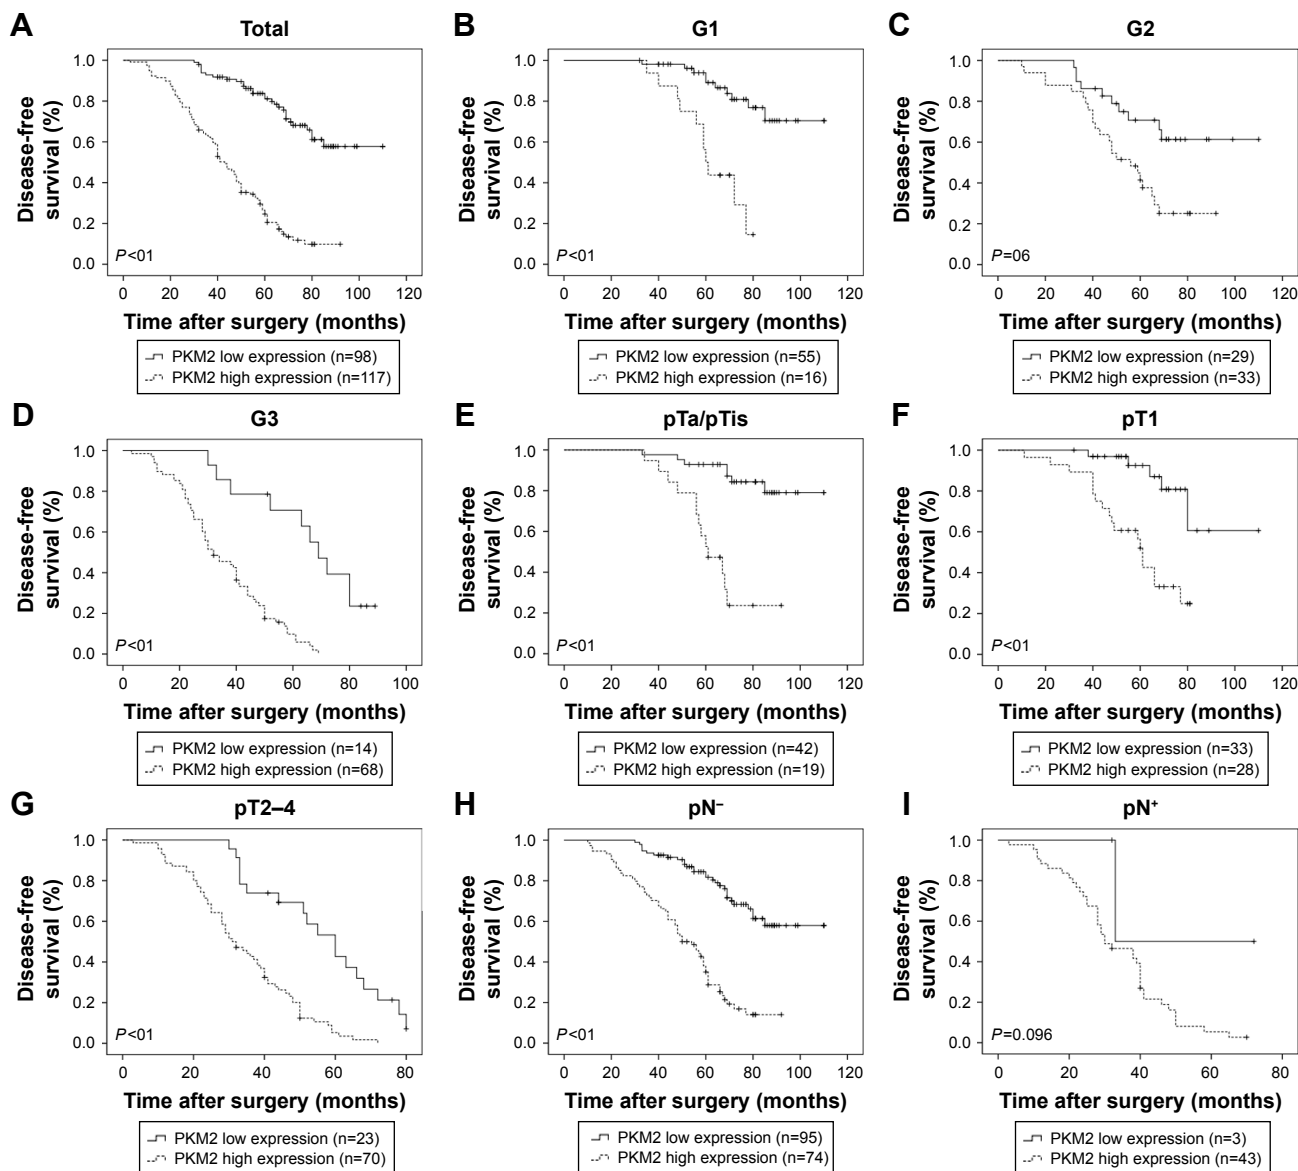 A
Total
Disease-free
survival (%)
1.0
0.8
0.6
0.4
0.2
0.0
P<01
0 20 40 60 80 100 120
Time after surgery (months)
PKM2 low expression (n=98)
PKM2 high expression (n=117)
B
G1
Disease-free
survival (%)
1.0
0.8
0.6
0.4
0.2
0.0
P<01
0 20 40 60 80 100 120
Time after surgery (months)
PKM2 low expression (n=55)
PKM2 high expression (n=16)
C
G2
Disease-free
survival (%)
1.0
0.8
0.6
0.4
0.2
0.0
P=06
0 20 40 60 80 100 120
Time after surgery (months)
PKM2 low expression (n=29)
PKM2 high expression (n=33)
D
G3
Disease-free
survival (%)
1.0
0.8
0.6
0.4
0.2
0.0
P<01
0 20 40 60 80 100
Time after surgery (months)
PKM2 low expression (n=14)
PKM2 high expression (n=68)
E
pTa/pTis
Disease-free
survival (%)
1.0
0.8
0.6
0.4
0.2
0.0
P<01
0 20 40 60 80 100 120
Time after surgery (months)
PKM2 low expression (n=42)
PKM2 high expression (n=19)
F
pT1
Disease-free
survival (%)
1.0
0.8
0.6
0.4
0.2
0.0
P<01
0 20 40 60 80 100 120
Time after surgery (months)
PKM2 low expression (n=33)
PKM2 high expression (n=28)
G
pT2–4
Disease-free
survival (%)
1.0
0.8
0.6
0.4
0.2
0.0
P<01
0 20 40 60 80
Time after surgery (months)
PKM2 low expression (n=23)
PKM2 high expression (n=70)
H
pN⁻
Disease-free
survival (%)
1.0
0.8
0.6
0.4
0.2
0.0
P<01
0 20 40 60 80 100 120
Time after surgery (months)
PKM2 low expression (n=95)
PKM2 high expression (n=74)
I
pN⁺
Disease-free
survival (%)
1.0
0.8
0.6
0.4
0.2
0.0
P=0.096
0 20 40 60 80
Time after surgery (months)
PKM2 low expression (n=3)
PKM2 high expression (n=43)